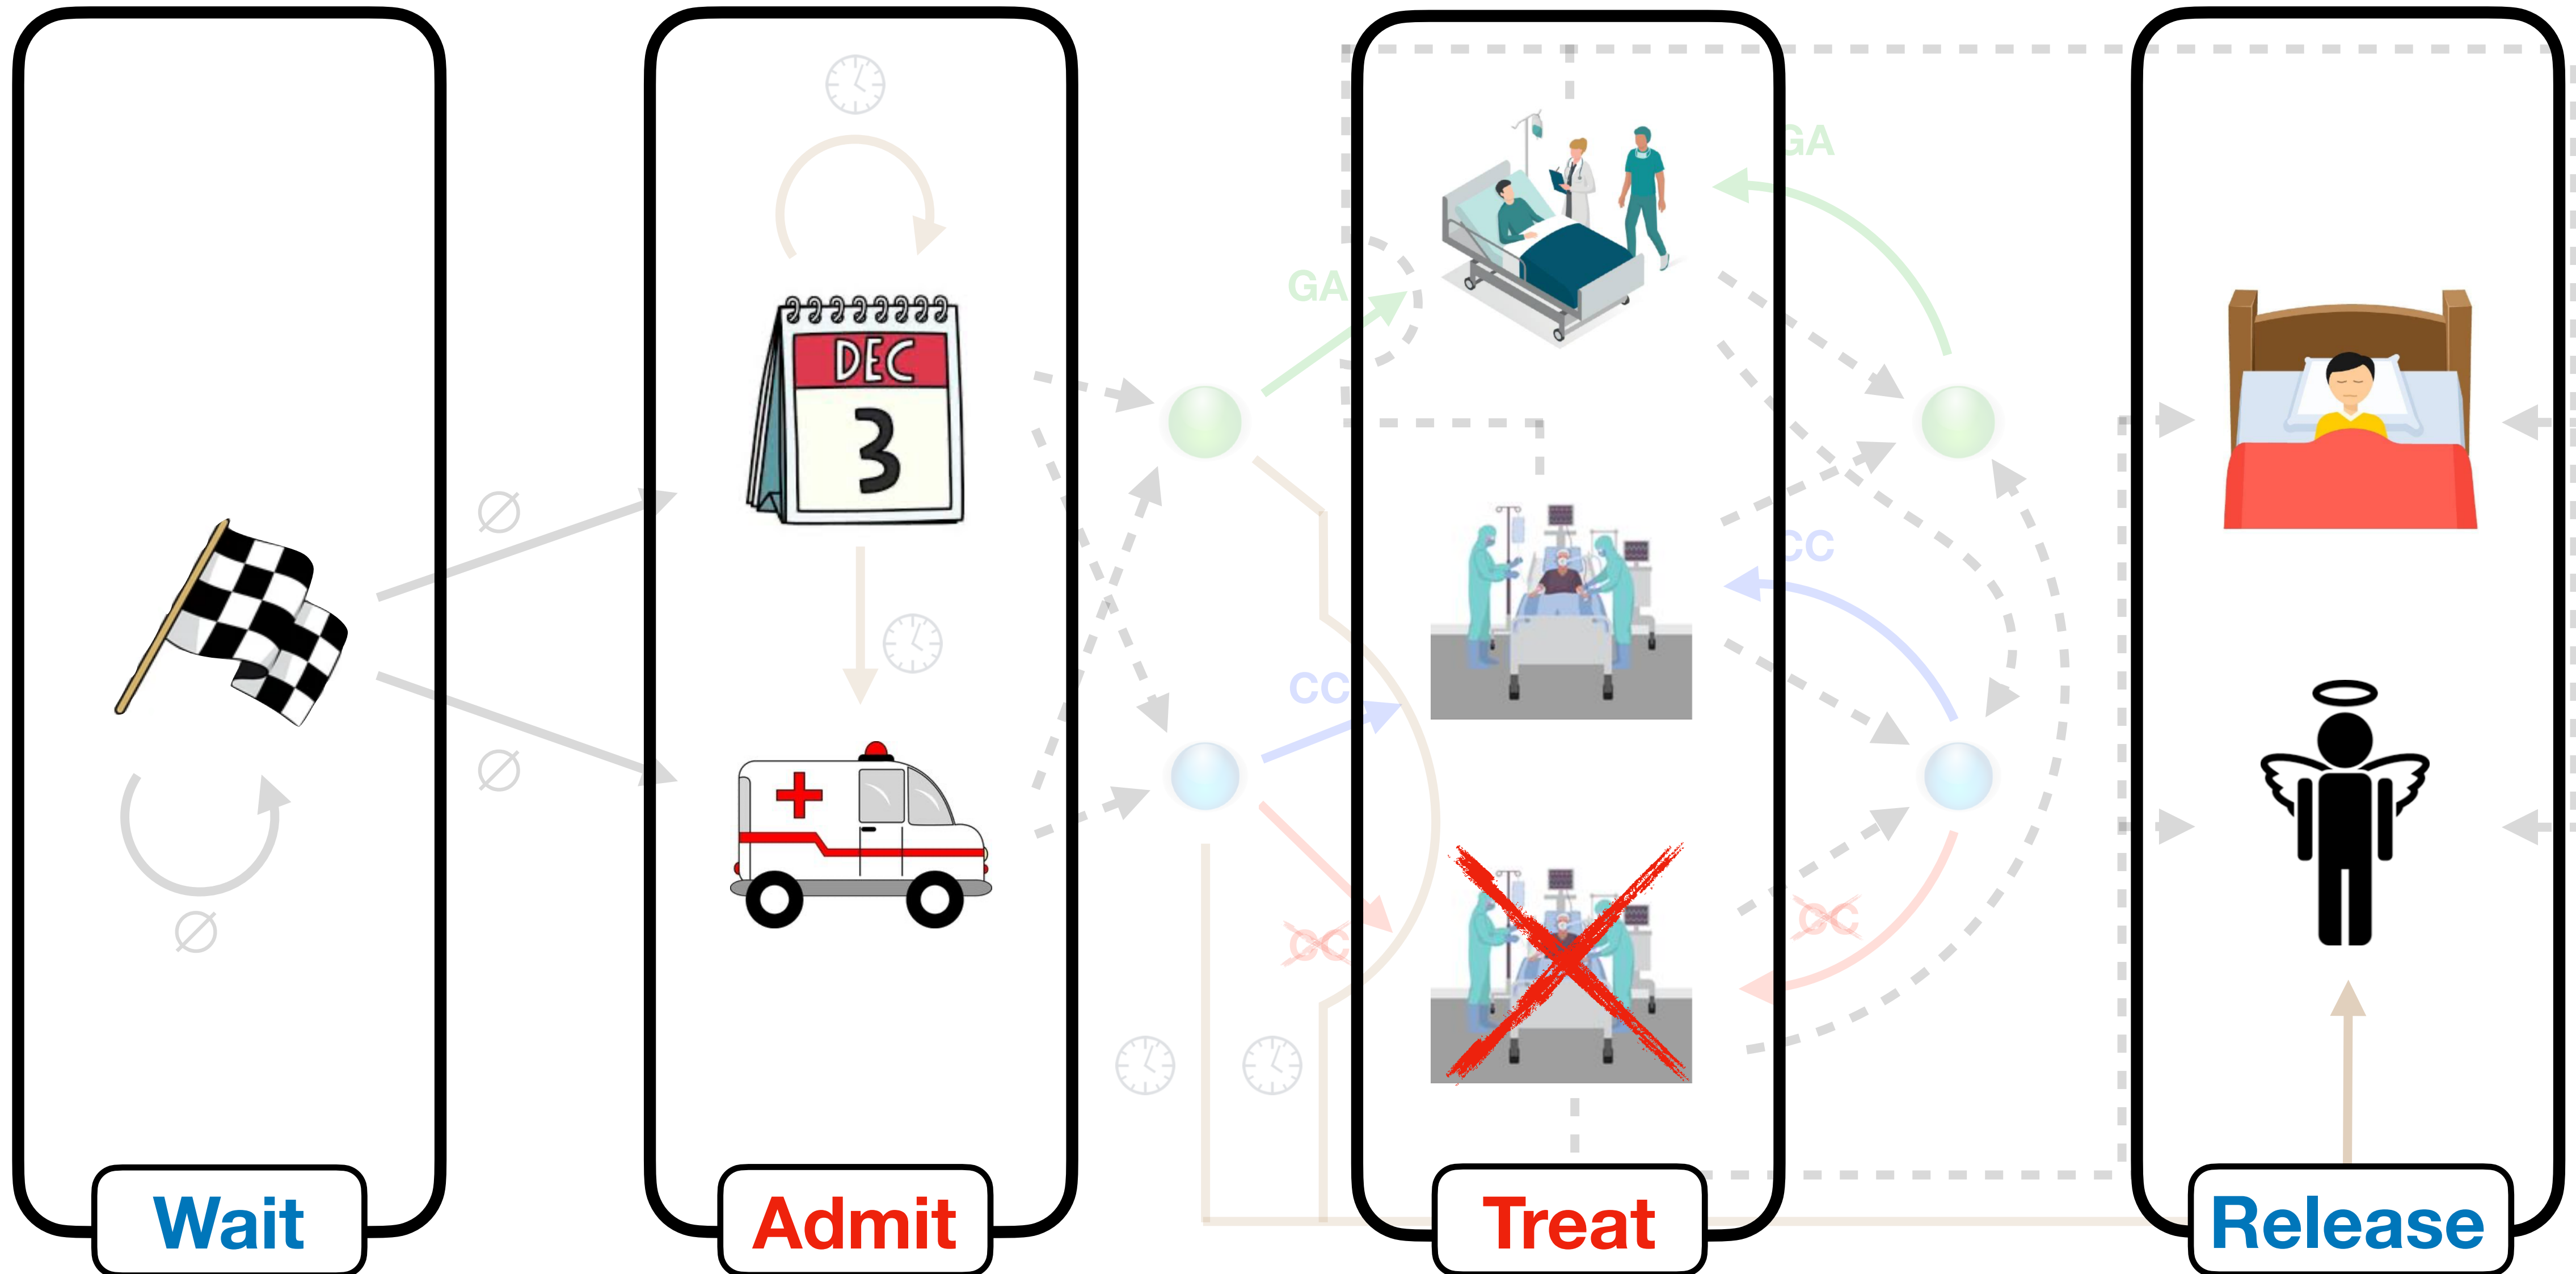 GA
GA
DEC
3
Ø
CC
CC
Ø
CC
CC
Ø
Wait
Admit
Treat
Release